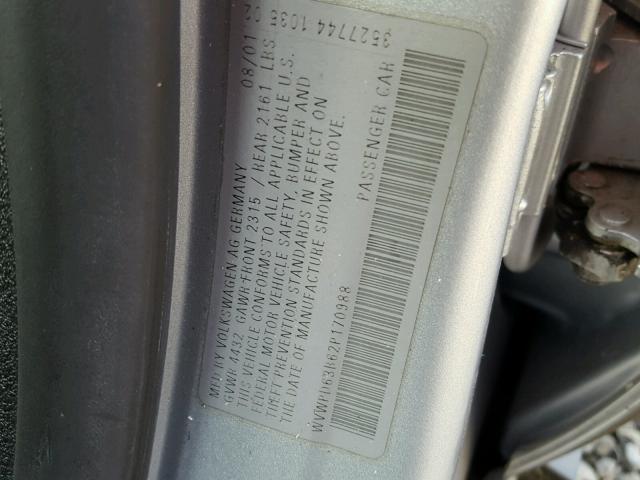 MFD BY VOLKSWAGEN AG GERMANY 08/01
GVWR 4432 GAWR-FRONT 2315 / REAR 2161 LBS
THIS VEHICLE CONFORMS TO ALL APPLICABLE U.S.
FEDERAL MOTOR VEHICLE SAFETY, BUMPER AND
THEFT PREVENTION STANDARDS IN EFFECT ON
THE DATE OF MANUFACTURE SHOWN ABOVE.
WVWPD63B62P170988 PASSENGER CAR
3527744 1035 02